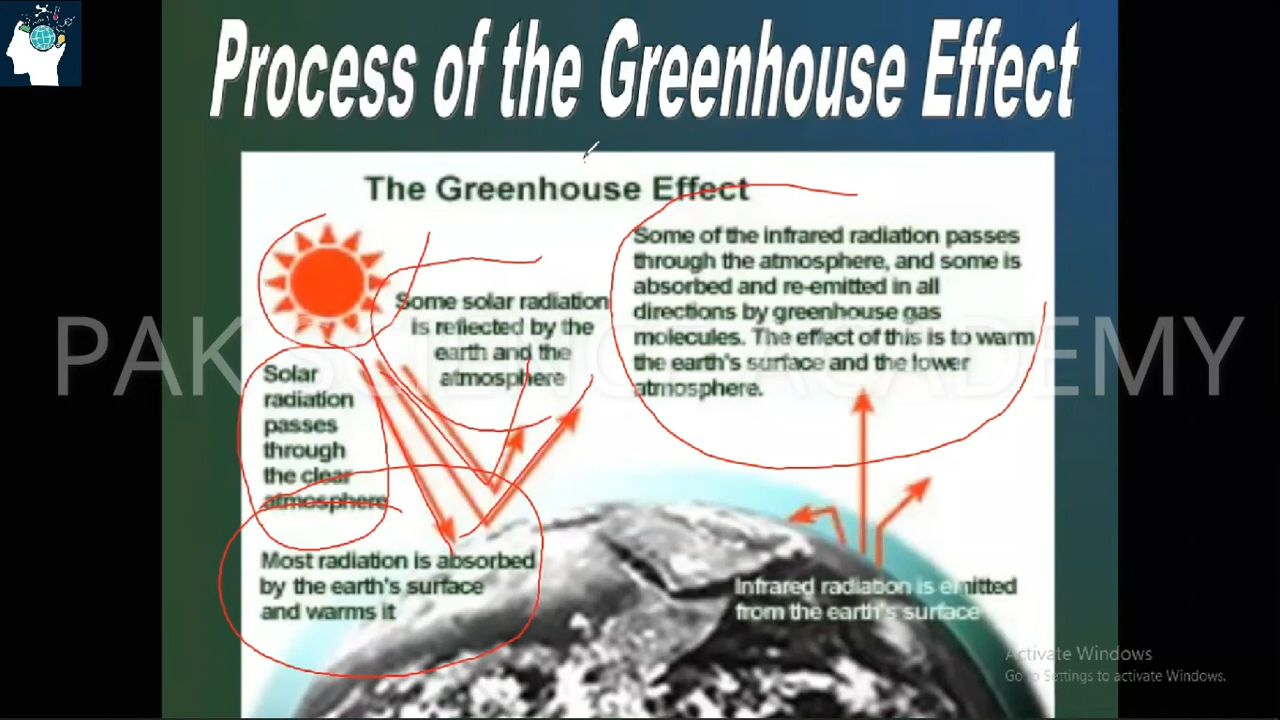 Process of the Greenhouse Effect
The Greenhouse Effect
Some solar radiation
is reflected by the
earth and the
atmosphere
Some of the infrared radiation passes
through the atmosphere, and some is
absorbed and re-emitted in all
directions by greenhouse gas
molecules. The effect of this is to warm
the earth's surface and the lower
atmosphere.
PAK SCIENCE ACADEMY
Solar
radiation
passes
through
the clear
atmosphere
Most radiation is absorbed
by the earth's surface
and warms it
Infrared radiation is emitted
from the earth's surface
Activate Windows
Go to Settings to activate Windows.